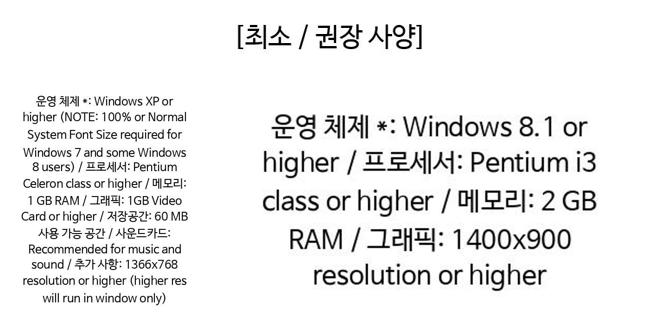 [최소 / 권장 사양]
운영 체제 *: Windows XP or
higher (NOTE: 100% or Normal
System Font Size required for
Windows 7 and some Windows
8 users) / 프로세서: Pentium
Celeron class or higher / 메모리:
1 GB RAM / 그래픽: 1GB Video
Card or higher / 저장공간: 60 MB
사용 가능 공간 / 사운드카드:
Recommended for music and
sound / 추가 사항: 1366x768
resolution or higher (higher res
will run in window only)
운영 체제 *: Windows 8.1 or
higher / 프로세서: Pentium i3
class or higher / 메모리: 2 GB
RAM / 그래픽: 1400x900
resolution or higher